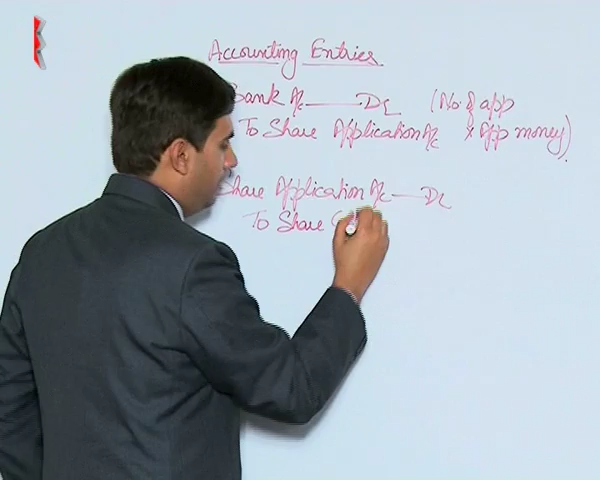 Accounting Entries
Bank A/c ——— Dr (No. of app
To Share Application A/c x App money)
Share Application A/c — Dr
To Share